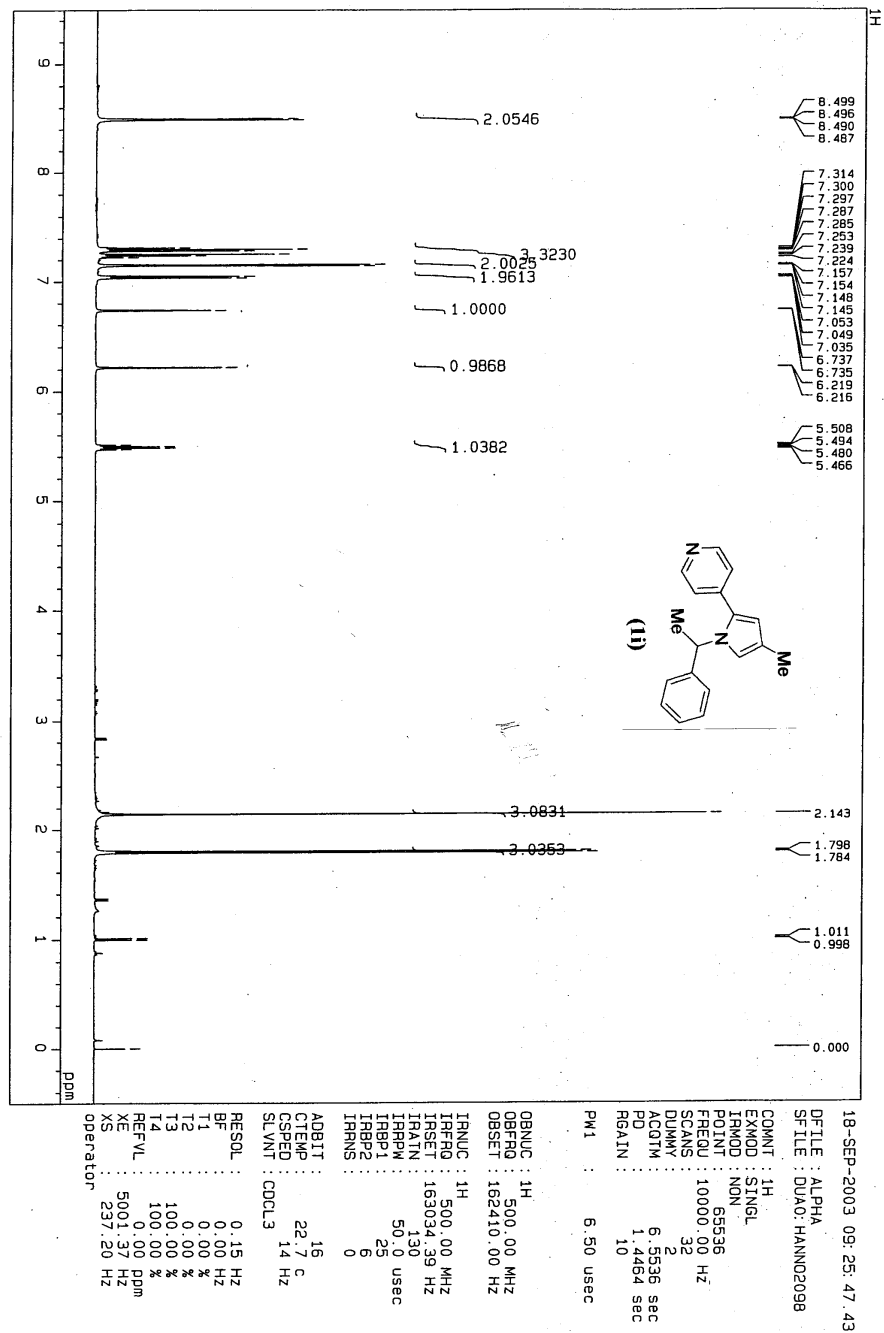 1H
8.499
8.496
8.490
8.487
7.314
7.300
7.297
7.287
7.285
7.253
7.239
7.224
7.157
7.154
7.148
7.145
7.053
7.049
7.035
6.737
6.735
6.219
6.216
5.508
5.494
5.480
5.466
2.143
1.798
1.784
1.011
0.998
0.000
2.0546
3.3230
2.0025
1.9613
1.0000
0.9868
1.0382
3.0831
3.0353
N
Me
N
Me
(1i)
9
8
7
6
5
4
3
2
1
0
ppm
18-SEP-2003 09:25:47.43
DFILE : ALPHA
SFILE : DUA0:HANN02098
COMNT : 1H
EXMOD : SINGL
IRMOD : NON
POINT : 65536
FREQU : 10000.00 Hz
SCANS : 32
DUMMY : 2
ACQTM : 6.5536 sec
PD : 1.4464 sec
RGAIN : 10
PW1 : 6.50 usec
OBNUC : 1H
OBFRQ : 500.00 MHz
OBSET : 162410.00 Hz
IRNUC : 1H
IRFRQ : 500.00 MHz
IRSET : 163034.39 Hz
IRATN : 130
IRRPW : 50.0 usec
IRBP1 : 25
IRBP2 : 6
IRRNS : 0
ADBIT : 16
CTEMP : 22.7 C
CSPED : 14 Hz
SLVNT : CDCL3
RESOL : 0.15 Hz
BF : 0.00 Hz
T1 : 0.00 %
T2 : 0.00 %
T3 : 100.00 %
T4 : 100.00 %
REFVL : 0.00 ppm
XE : 5001.37 Hz
XS : 237.20 Hz
operator